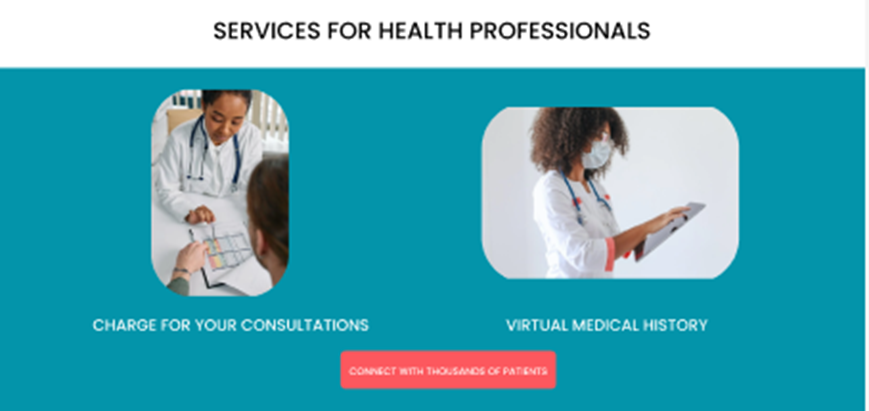 SERVICES FOR HEALTH PROFESSIONALS
CHARGE FOR YOUR CONSULTATIONS
VIRTUAL MEDICAL HISTORY
CONNECT WITH THOUSANDS OF PATIENTS